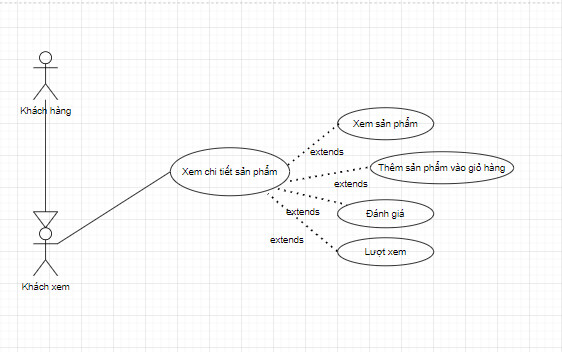 Khách hàng
Xem sản phẩm
extends
Xem chi tiết sản phẩm
Thêm sản phẩm vào giỏ hàng
extends
extends
Đánh giá
extends
Lượt xem
Khách xem